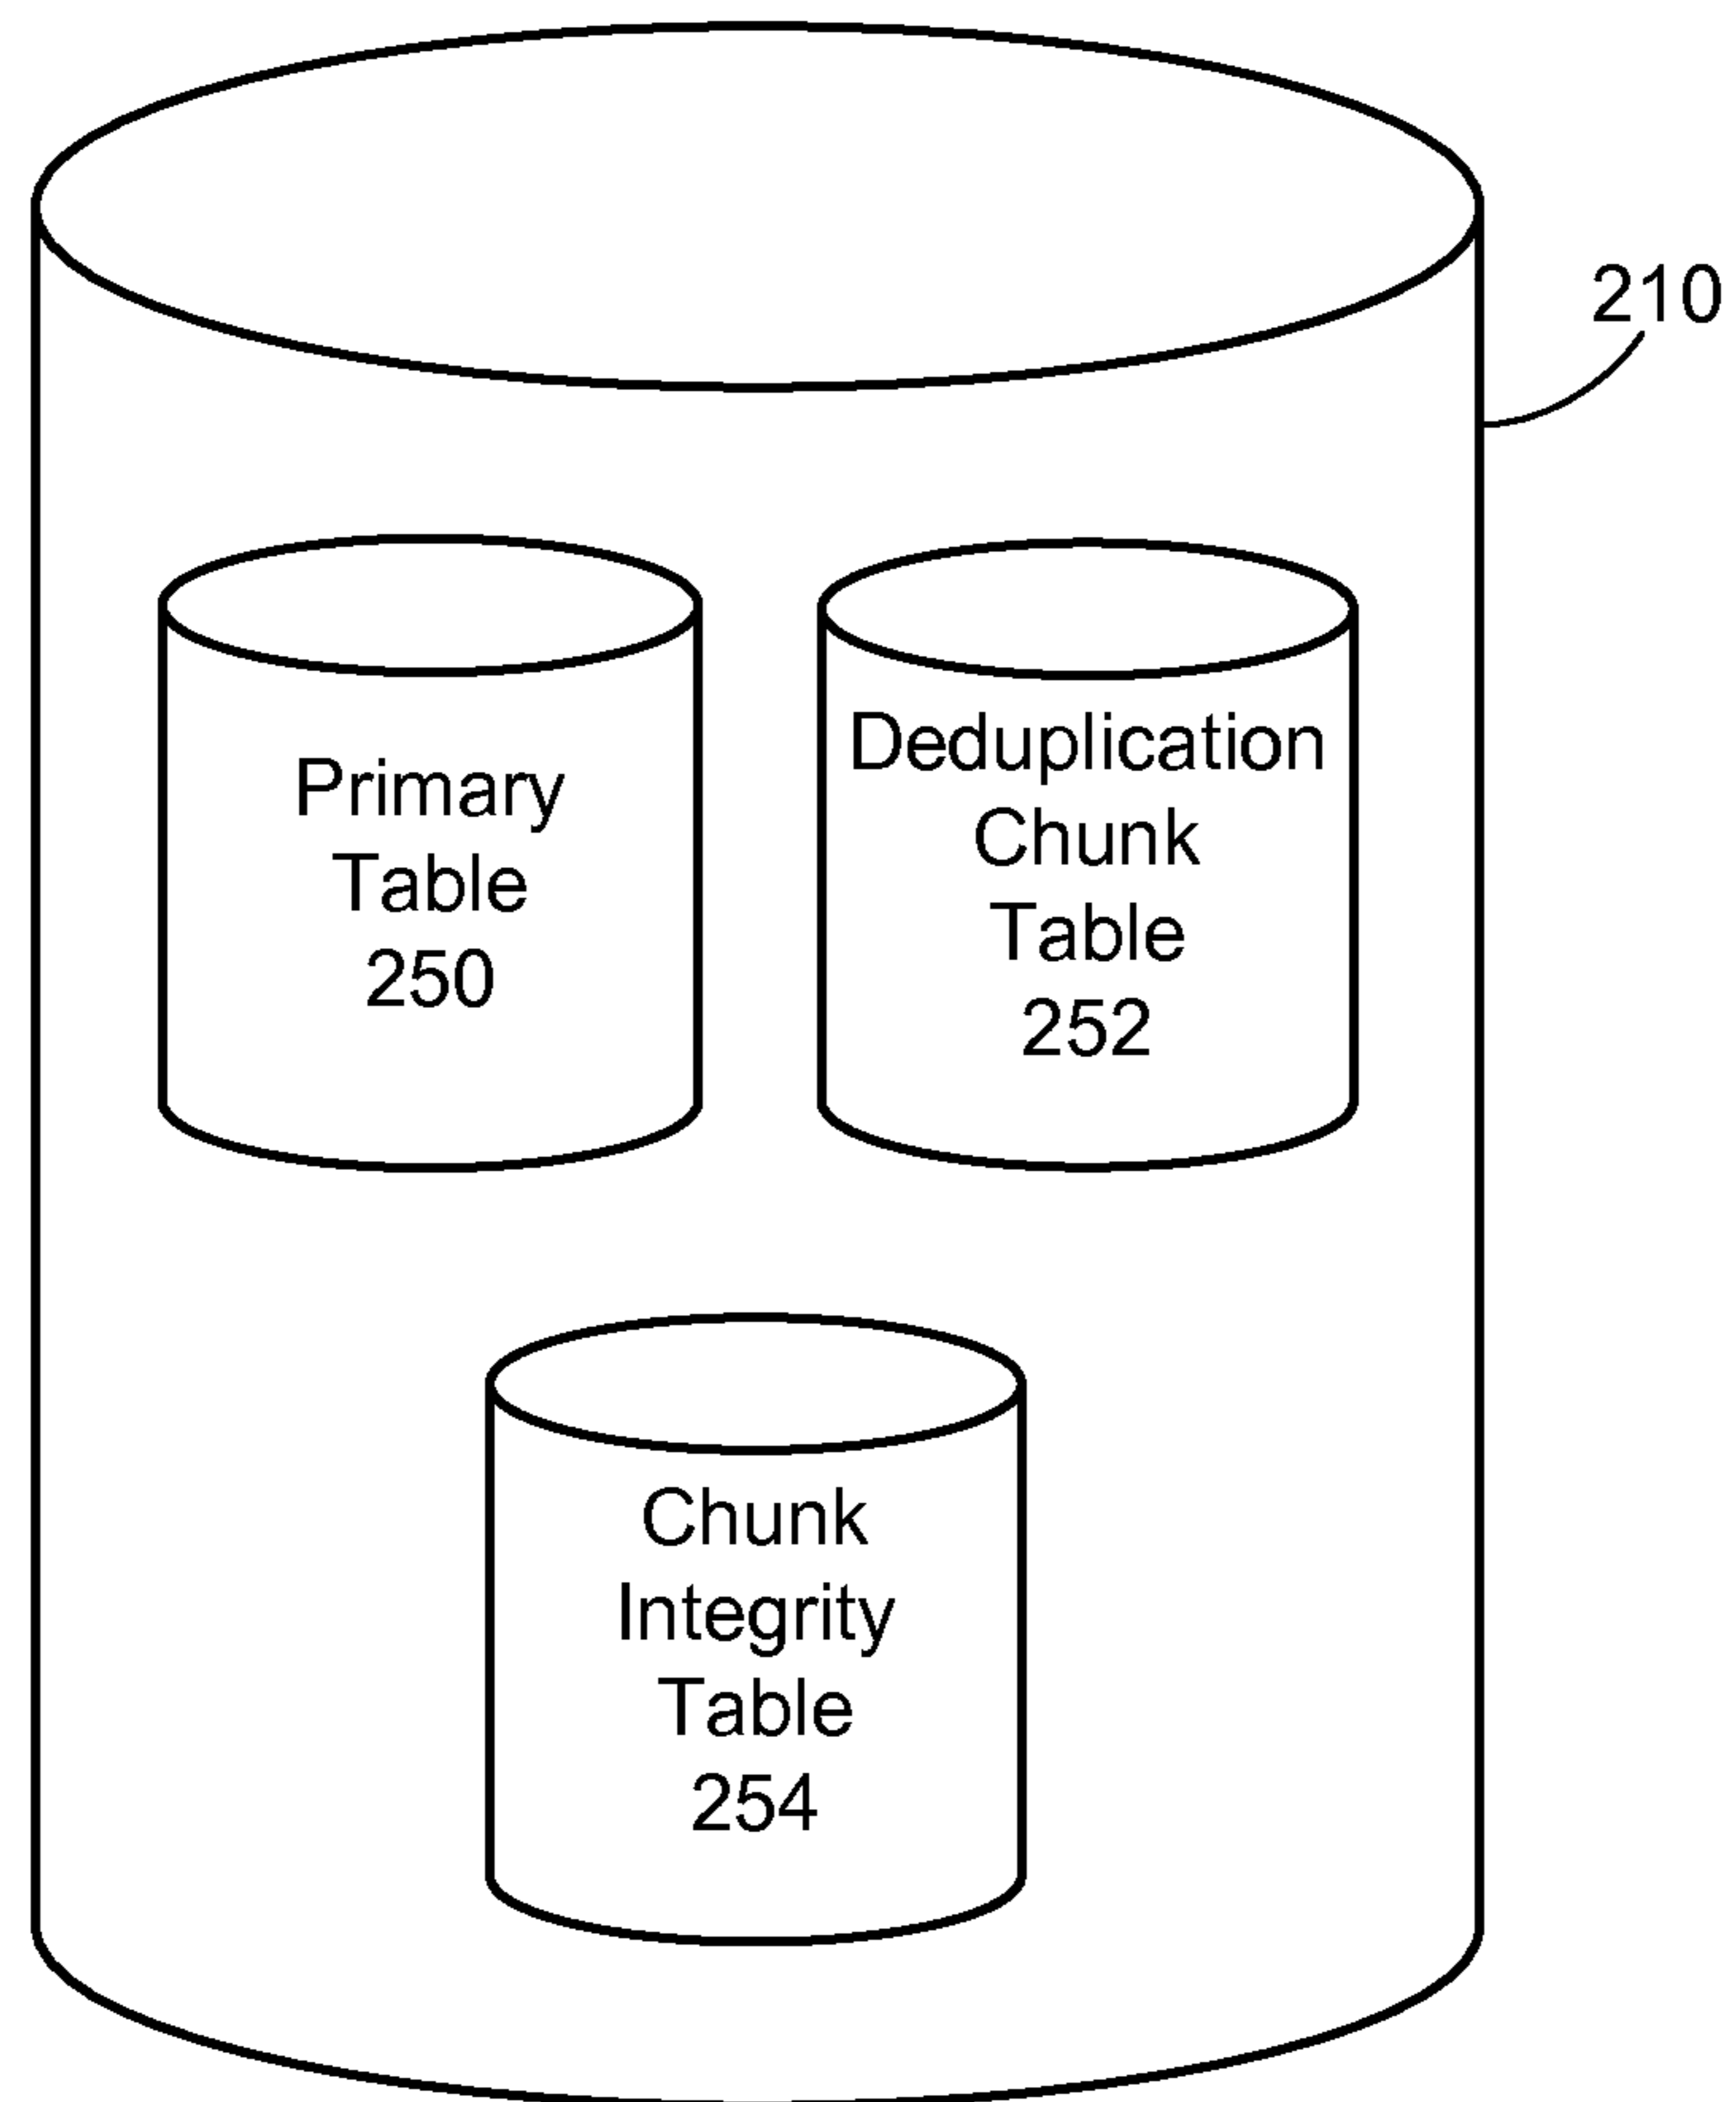 210
Primary
Table
250
Deduplication
Chunk
Table
252
Chunk
Integrity
Table
254